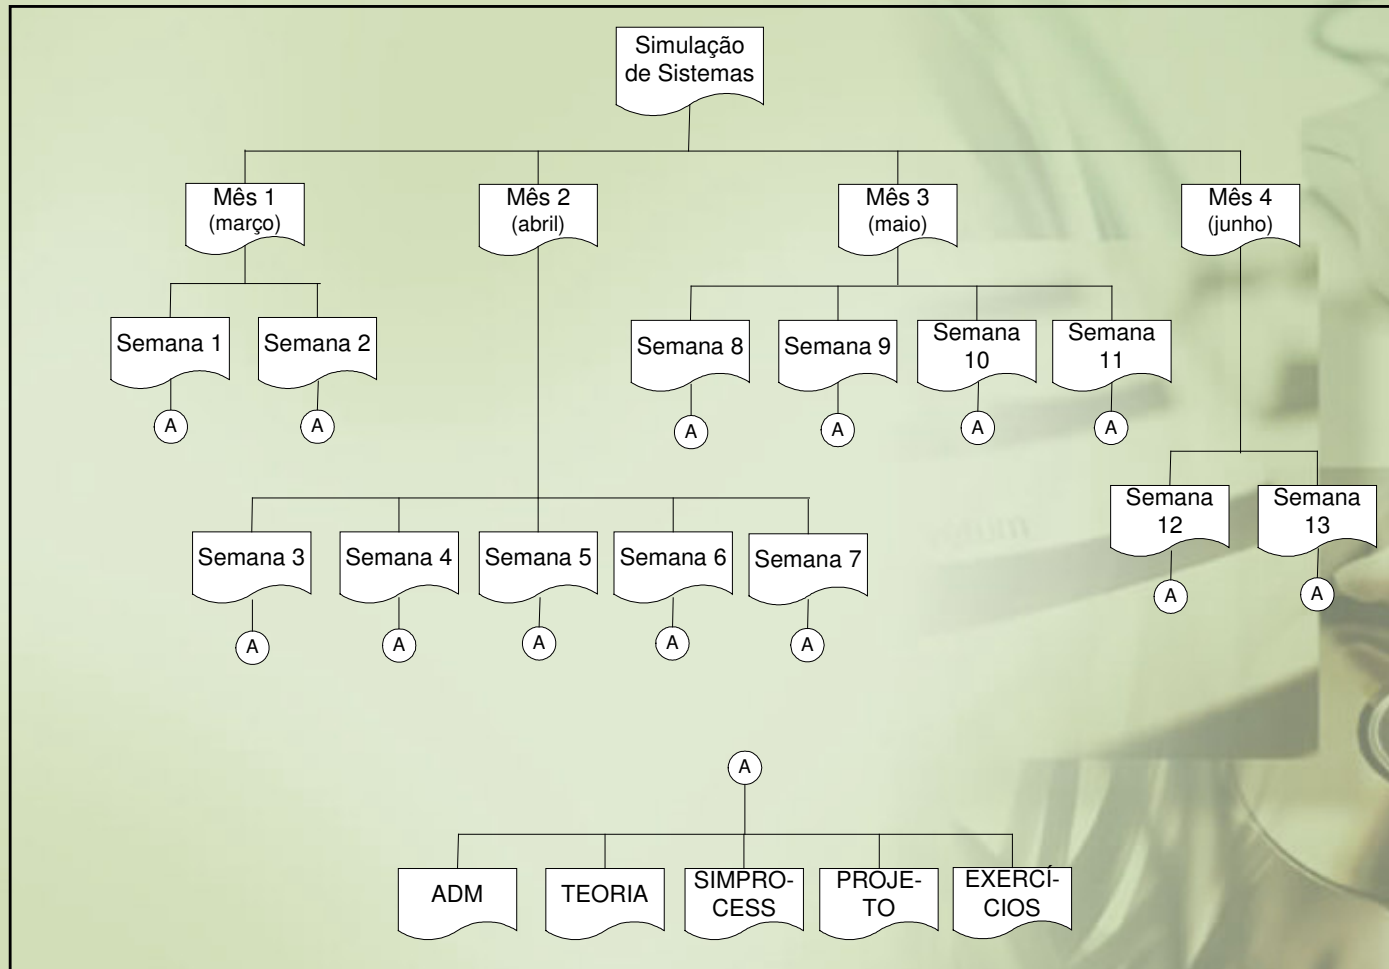 Simulação
de Sistemas
Mês 1
(março)
Mês 2
(abril)
Mês 3
(maio)
Mês 4
(junho)
Semana 1
Semana 2
Semana 8
Semana 9
Semana
10
Semana
11
A
A
A
A
A
A
Semana
12
Semana
13
A
A
Semana 3
Semana 4
Semana 5
Semana 6
Semana 7
A
A
A
A
A
A
ADM
TEORIA
SIMPRO-
CESS
PROJE-
TO
EXERCÍ-
CIOS